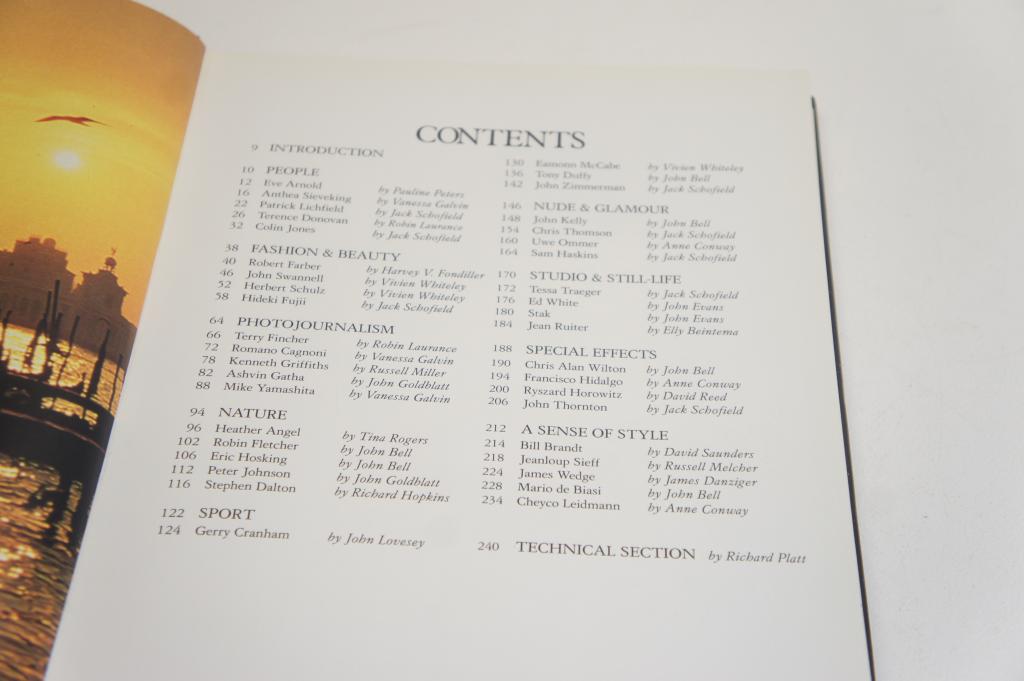 CONTENTS
9 INTRODUCTION
10 PEOPLE
12 Eve Arnold by Pauline Peters
16 Anthea Sieveking by Vanessa Galvin
22 Patrick Lichfield by Jack Schofield
26 Terence Donovan by Robin Laurance
32 Colin Jones by Jack Schofield
38 FASHION & BEAUTY
40 Robert Farber by Harvey V. Fondiller
46 John Swannell by Vivien Whiteley
52 Herbert Schulz by Vivien Whiteley
58 Hideki Fujii by Jack Schofield
64 PHOTOJOURNALISM
66 Terry Fincher by Robin Laurance
72 Romano Cagnoni by Vanessa Galvin
78 Kenneth Griffiths by Russell Miller
82 Ashvin Gatha by John Goldblatt
88 Mike Yamashita by Vanessa Galvin
94 NATURE
96 Heather Angel by Tina Rogers
102 Robin Fletcher by John Bell
106 Eric Hosking by John Bell
112 Peter Johnson by John Goldblatt
116 Stephen Dalton by Richard Hopkins
122 SPORT
124 Gerry Cranham by John Lovesey
130 Eamonn McCabe by Vivien Whiteley
136 Tony Duffy by John Bell
142 John Zimmerman by Jack Schofield
146 NUDE & GLAMOUR
148 John Kelly by John Bell
154 Chris Thomson by Jack Schofield
160 Uwe Ommer by Anne Conway
164 Sam Haskins by Jack Schofield
170 STUDIO & STILL-LIFE
172 Tessa Traeger by Jack Schofield
176 Ed White by John Evans
180 Stak by John Evans
184 Jean Ruiter by Elly Beintema
188 SPECIAL EFFECTS
190 Chris Alan Wilton by John Bell
194 Francisco Hidalgo by Anne Conway
200 Ryszard Horowitz by David Reed
206 John Thornton by Jack Schofield
212 A SENSE OF STYLE
214 Bill Brandt by David Saunders
218 Jeanloup Sieff by Russell Melcher
224 James Wedge by James Danziger
228 Mario de Biasi by John Bell
234 Cheyco Leidmann by Anne Conway
240 TECHNICAL SECTION by Richard Platt